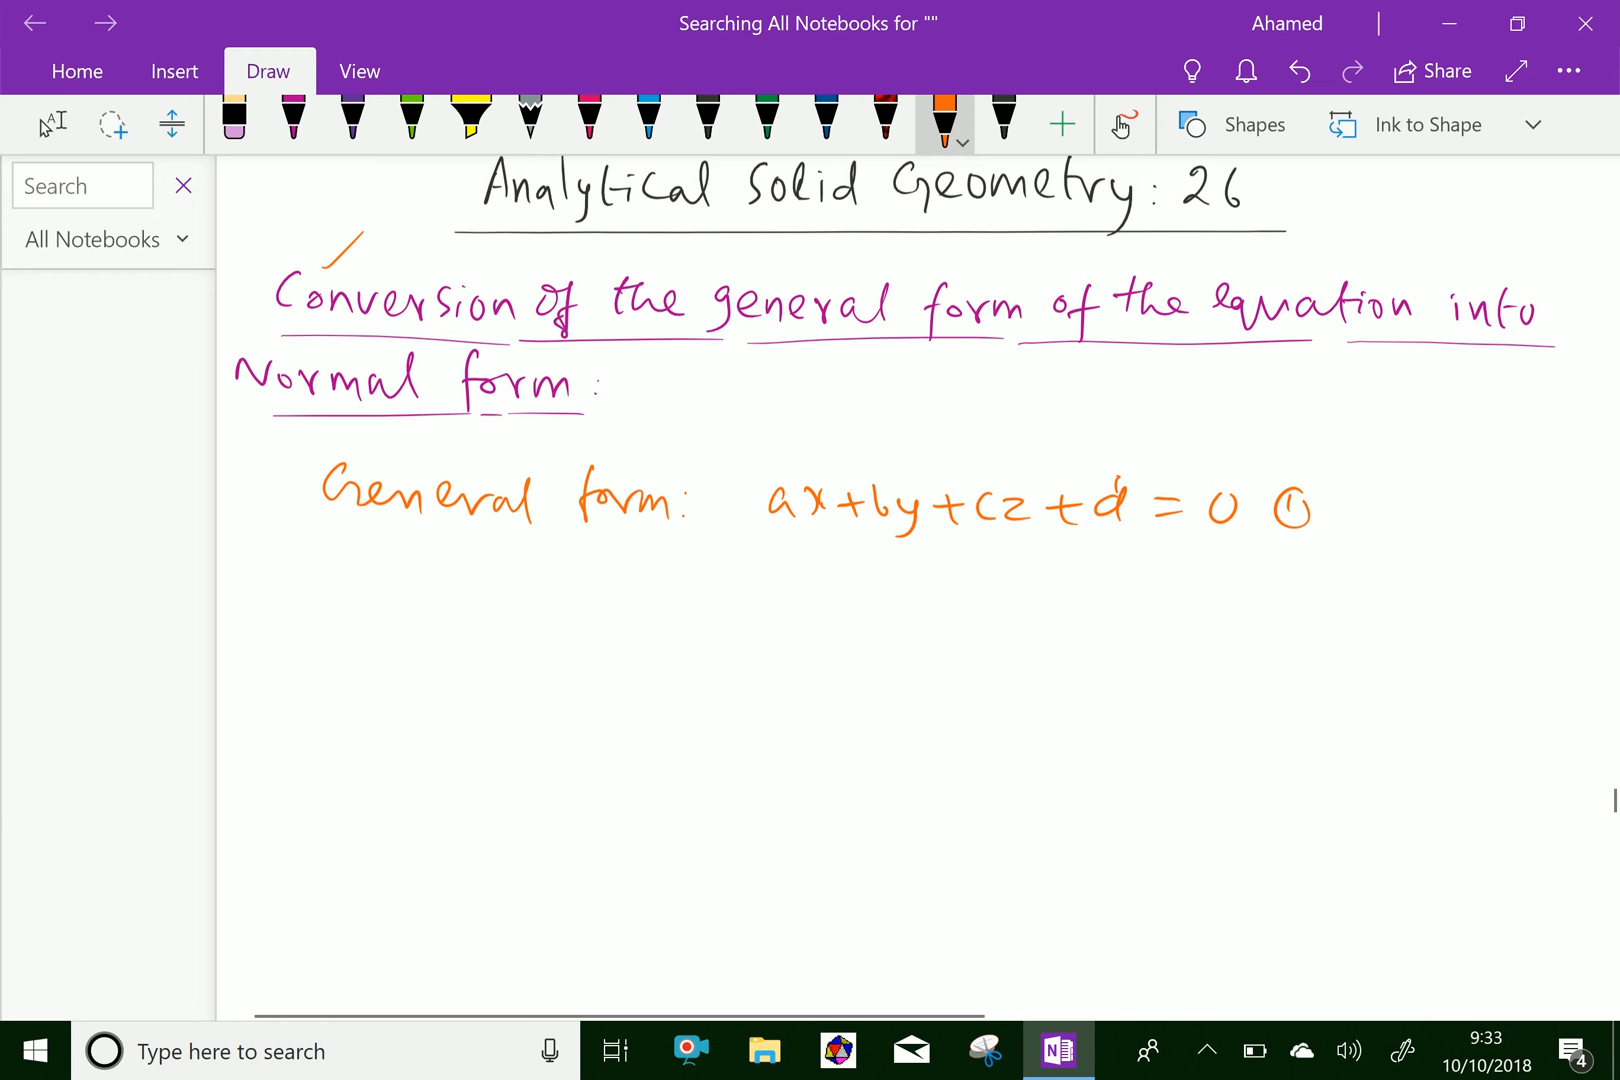 Searching All Notebooks for ""
Ahamed
Home Insert Draw View
Share
Shapes Ink to Shape
Search
All Notebooks
Analytical Solid Geometry: 26
Conversion of the general form of the equation into
Normal form:
General form: ax+by+cz+d = 0 ①
Type here to search
9:33
10/10/2018
4